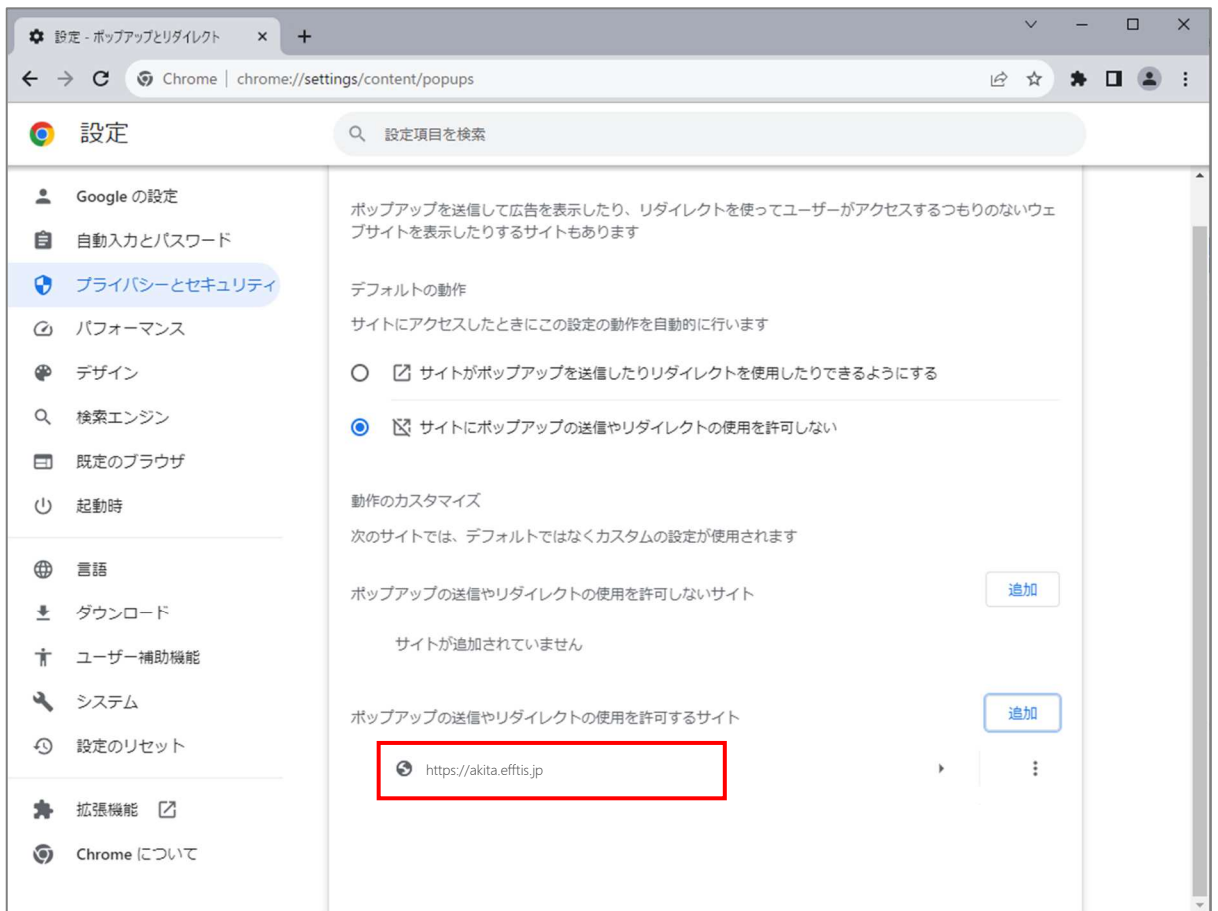 設定 - ポップアップとリダイレクト
Chrome | chrome://settings/content/popups
設定
設定項目を検索
Google の設定
自動入力とパスワード
プライバシーとセキュリティ
パフォーマンス
デザイン
検索エンジン
既定のブラウザ
起動時
言語
ダウンロード
ユーザー補助機能
システム
設定のリセット
拡張機能
Chrome について
ポップアップを送信して広告を表示したり、リダイレクトを使ってユーザーがアクセスするつもりのないウェ
ブサイトを表示したりするサイトもあります
デフォルトの動作
サイトにアクセスしたときにこの設定の動作を自動的に行います
サイトがポップアップを送信したりリダイレクトを使用したりできるようにする
サイトにポップアップの送信やリダイレクトの使用を許可しない
動作のカスタマイズ
次のサイトでは、デフォルトではなくカスタムの設定が使用されます
ポップアップの送信やリダイレクトの使用を許可しないサイト
追加
サイトが追加されていません
ポップアップの送信やリダイレクトの使用を許可するサイト
追加
https://akita.efftis.jp